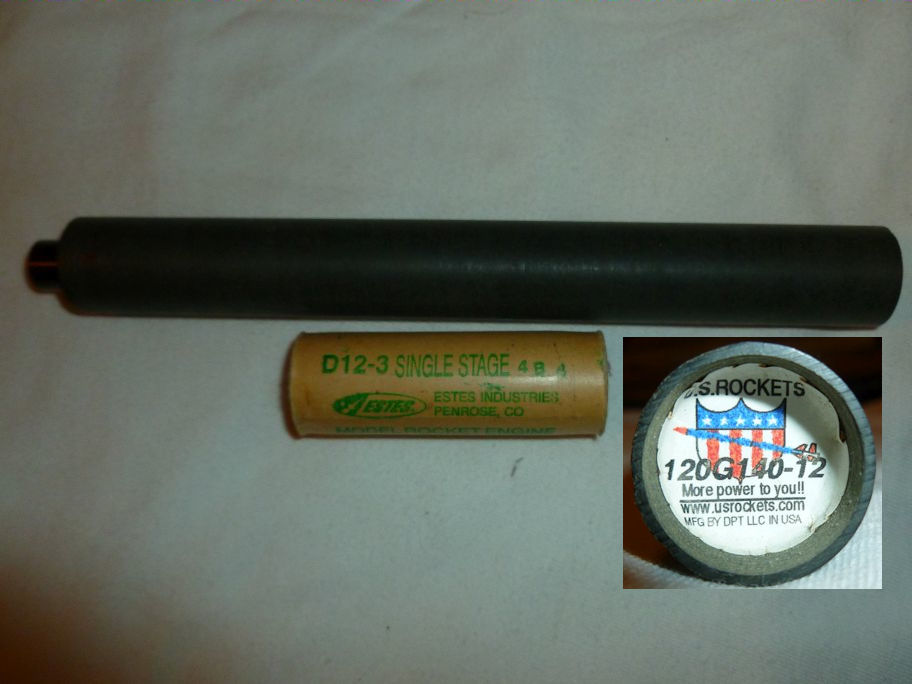 D12-3 SINGLE STAGE 4 B 4
ESTES
ESTES INDUSTRIES
PENROSE, CO
MODEL ROCKET ENGINE
U.S.ROCKETS
120G140-12
More power to you!!
www.usrockets.com
MFG BY DPT LLC IN USA